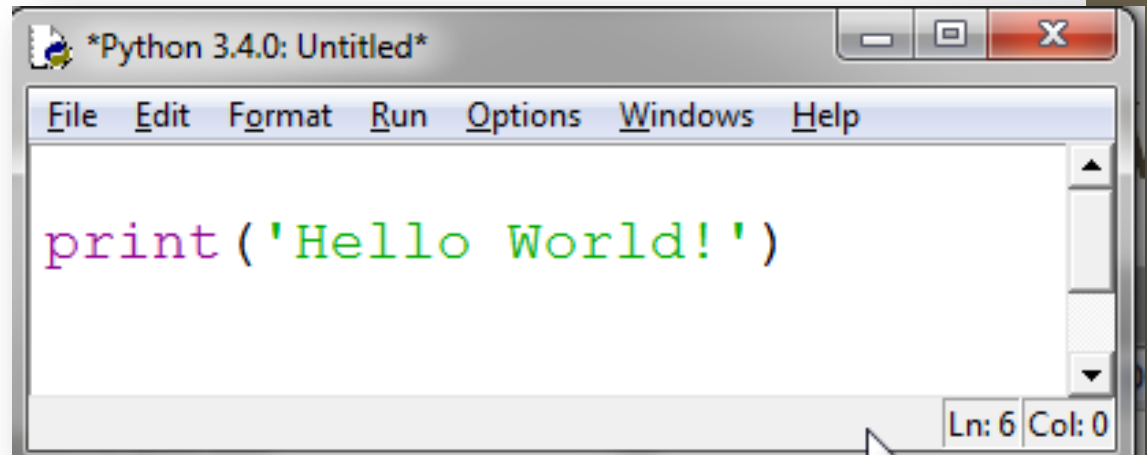 *Python 3.4.0: Untitled*
File Edit Format Run Options Windows Help
print('Hello World!')
Ln: 6 Col: 0